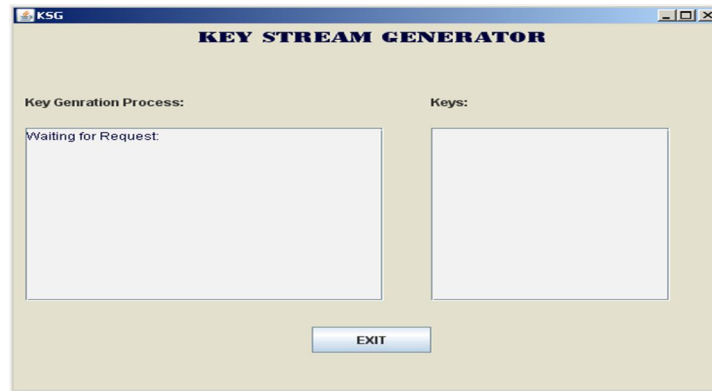 KSG
KEY STREAM GENERATOR
Key Genration Process:
Keys:
Waiting for Request:
EXIT